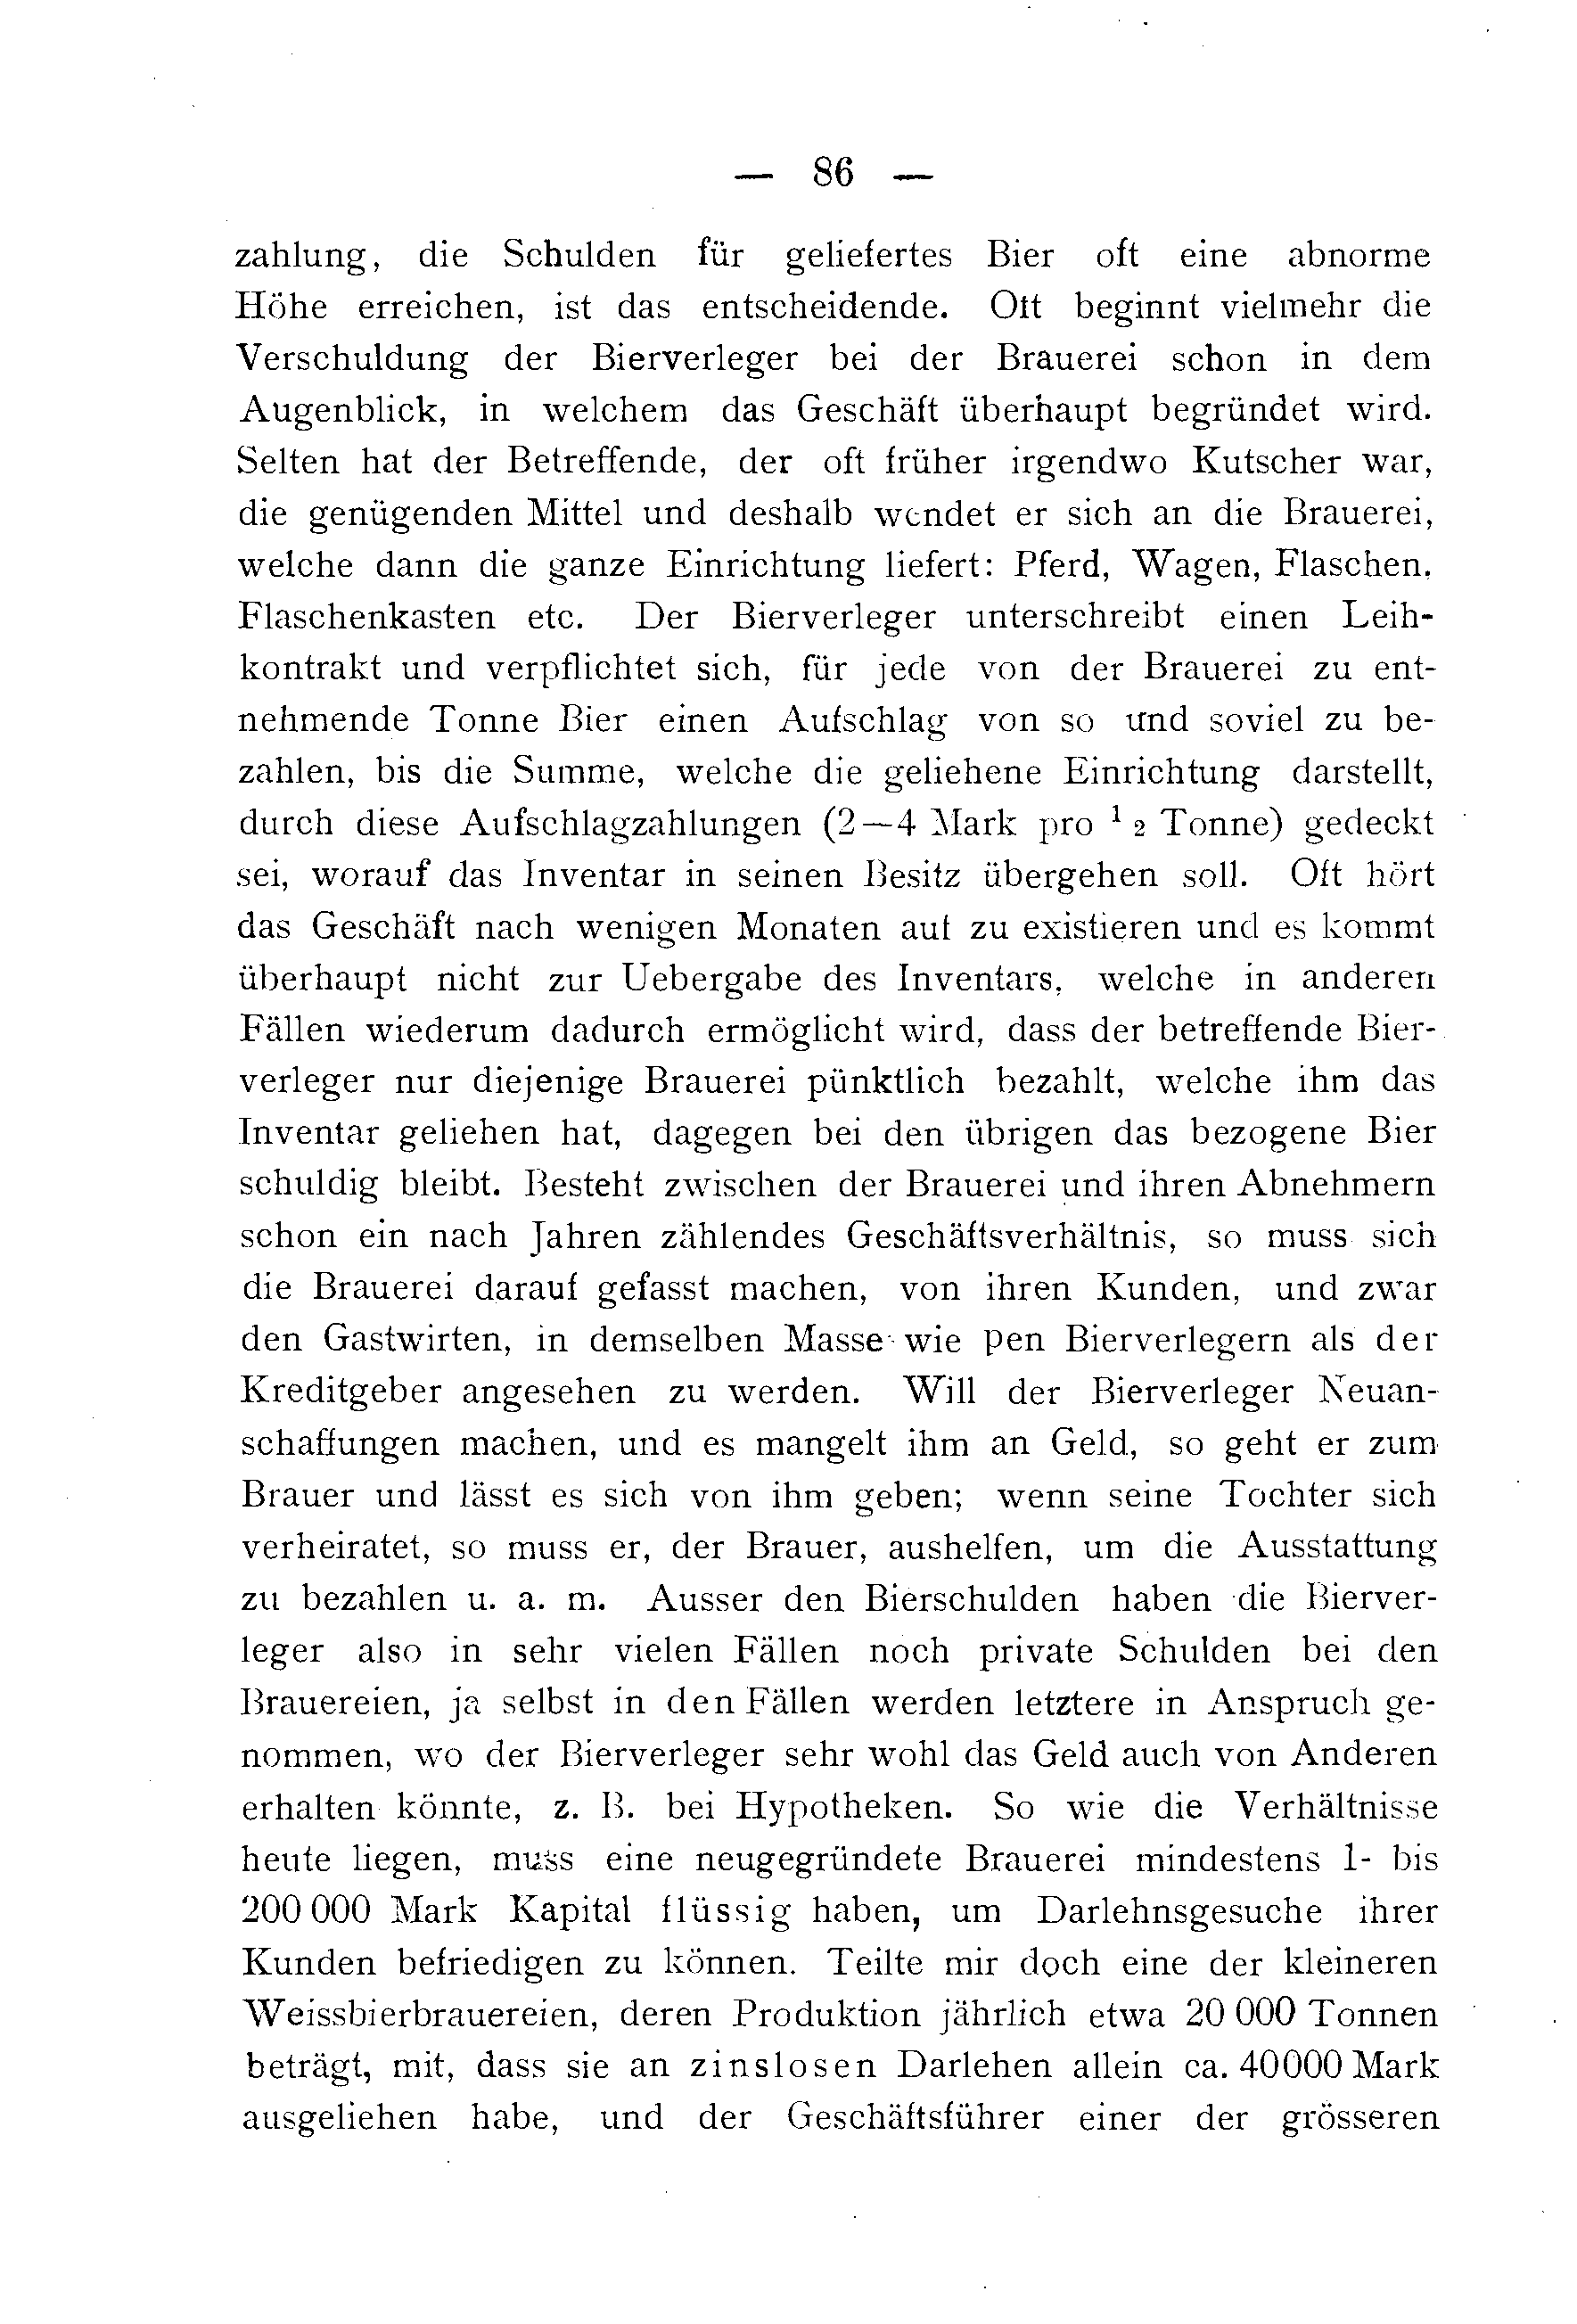 — 86 —
zahlung, die Schulden für geliefertes Bier oft eine abnorme
Höhe erreichen, ist das entscheidende. Oft beginnt vielmehr die
Verschuldung der Bierverleger bei der Brauerei schon in dem
Augenblick, in welchem das Geschäft überhaupt begründet wird.
Selten hat der Betreffende, der oft früher irgendwo Kutscher war,
die genügenden Mittel und deshalb wendet er sich an die Brauerei,
welche dann die ganze Einrichtung liefert: Pferd, Wagen, Flaschen,
Flaschenkasten etc. Der Bierverleger unterschreibt einen Leih-
kontrakt und verpflichtet sich, für jede von der Brauerei zu ent-
nehmende Tonne Bier einen Aufschlag von so und soviel zu be-
zahlen, bis die Summe, welche die geliehene Einrichtung darstellt,
durch diese Aufschlagzahlungen (2—4 Mark pro 1/2 Tonne) gedeckt
sei, worauf das Inventar in seinen Besitz übergehen soll. Oft hört
das Geschäft nach wenigen Monaten auf zu existieren und es kommt
überhaupt nicht zur Uebergabe des Inventars, welche in anderen
Fällen wiederum dadurch ermöglicht wird, dass der betreffende Bier-
verleger nur diejenige Brauerei pünktlich bezahlt, welche ihm das
Inventar geliehen hat, dagegen bei den übrigen das bezogene Bier
schuldig bleibt. Besteht zwischen der Brauerei und ihren Abnehmern
schon ein nach Jahren zählendes Geschäftsverhältnis, so muss sich
die Brauerei darauf gefasst machen, von ihren Kunden, und zwar
den Gastwirten, in demselben Masse wie pen Bierverlegern als der
Kreditgeber angesehen zu werden. Will der Bierverleger Neuan-
schaffungen machen, und es mangelt ihm an Geld, so geht er zum
Brauer und lässt es sich von ihm geben; wenn seine Tochter sich
verheiratet, so muss er, der Brauer, aushelfen, um die Ausstattung
zu bezahlen u. a. m. Ausser den Bierschulden haben die Bierver-
leger also in sehr vielen Fällen noch private Schulden bei den
Brauereien, ja selbst in den Fällen werden letztere in Anspruch ge-
nommen, wo der Bierverleger sehr wohl das Geld auch von Anderen
erhalten könnte, z. B. bei Hypotheken. So wie die Verhältnisse
heute liegen, muss eine neugegründete Brauerei mindestens 1- bis
200 000 Mark Kapital flüssig haben, um Darlehnsgesuche ihrer
Kunden befriedigen zu können. Teilte mir doch eine der kleineren
Weissbierbrauereien, deren Produktion jährlich etwa 20 000 Tonnen
beträgt, mit, dass sie an zinslosen Darlehen allein ca. 40000 Mark
ausgeliehen habe, und der Geschäftsführer einer der grösseren